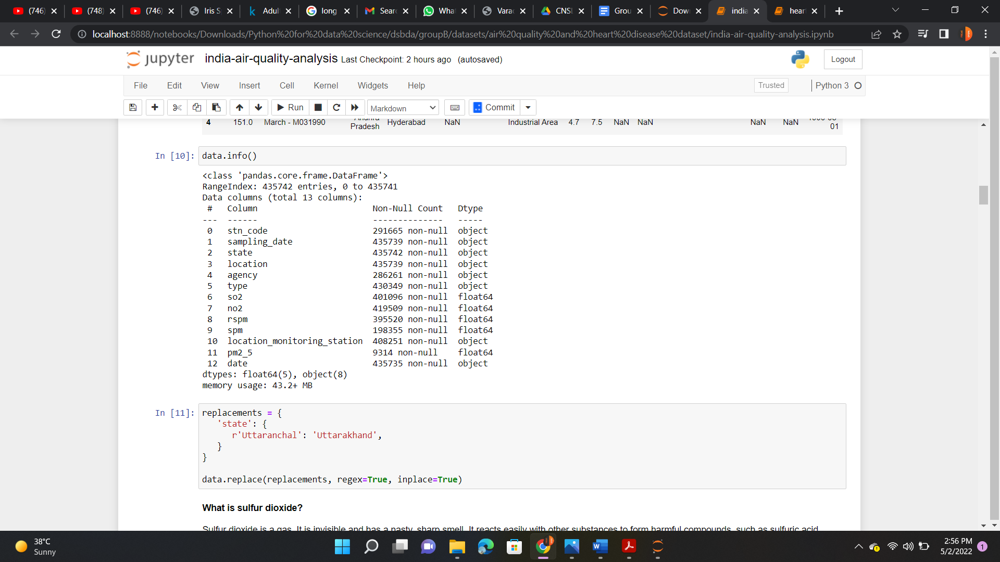 (746) (748) (746) Iris S Adul long Sear What Varad CNSL Grou Dow india hear
localhost:8888/notebooks/Downloads/Python%20for%20data%20science/dsbda/groupB/datasets/air%20quality%20and%20heart%20disease%20dataset/india-air-quality-analysis.ipynb
jupyter india-air-quality-analysis Last Checkpoint: 2 hours ago (autosaved) Logout
File Edit View Insert Cell Kernel Widgets Help Trusted Python 3
Run Markdown Commit
4 151.0 March - M031990 Pradesh Hyderabad NaN Industrial Area 4.7 7.5 NaN NaN NaN NaN 01
In [10]: data.info()
<class 'pandas.core.frame.DataFrame'>
RangeIndex: 435742 entries, 0 to 435741
Data columns (total 13 columns):
# Column Non-Null Count Dtype
--- ------ -------------- -----
0 stn_code 291665 non-null object
1 sampling_date 435739 non-null object
2 state 435742 non-null object
3 location 435739 non-null object
4 agency 286261 non-null object
5 type 430349 non-null object
6 so2 401096 non-null float64
7 no2 419509 non-null float64
8 rspm 395520 non-null float64
9 spm 198355 non-null float64
10 location_monitoring_station 408251 non-null object
11 pm2_5 9314 non-null float64
12 date 435735 non-null object
dtypes: float64(5), object(8)
memory usage: 43.2+ MB
In [11]: replacements = {
'state': {
r'Uttaranchal': 'Uttarakhand',
}
}
data.replace(replacements, regex=True, inplace=True)
What is sulfur dioxide?
Sulfur dioxide is a gas. It is invisible and has a nasty, sharp smell. It reacts easily with other substances to form harmful compounds, such as sulfuric acid,
38°C
Sunny
2:56 PM
5/2/2022
1